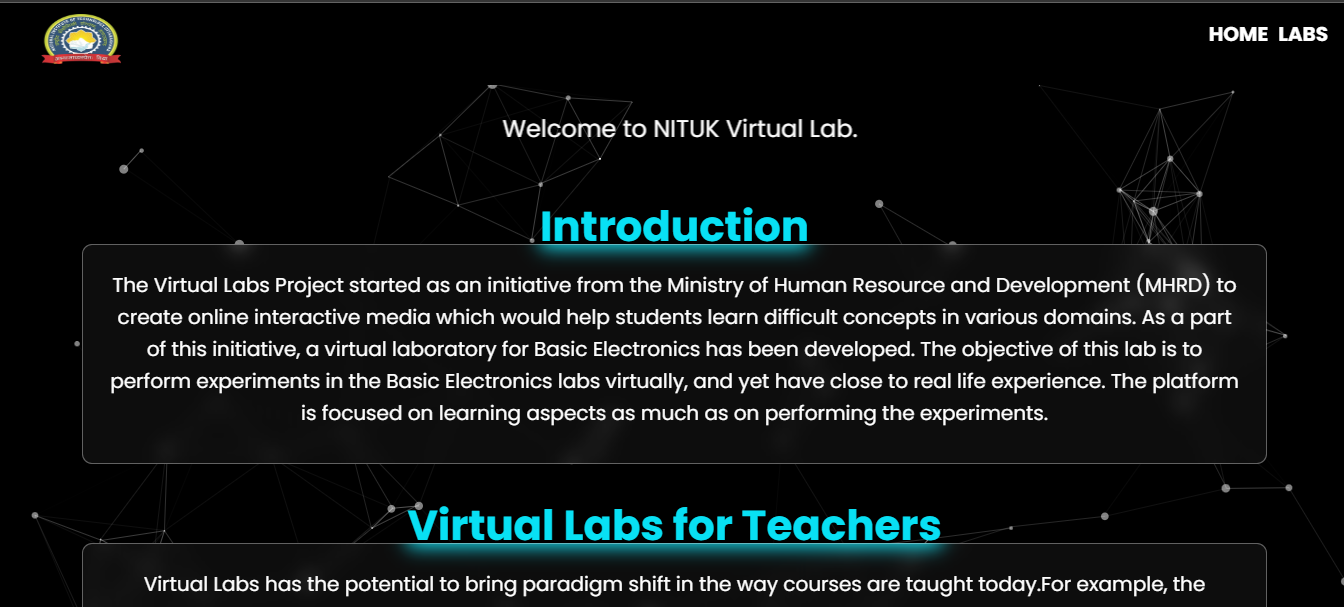 HOME LABS
Welcome to NITUK Virtual Lab.
Introduction
The Virtual Labs Project started as an initiative from the Ministry of Human Resource and Development (MHRD) to
create online interactive media which would help students learn difficult concepts in various domains. As a part
of this initiative, a virtual laboratory for Basic Electronics has been developed. The objective of this lab is to
perform experiments in the Basic Electronics labs virtually, and yet have close to real life experience. The platform
is focused on learning aspects as much as on performing the experiments.
Virtual Labs for Teachers
Virtual Labs has the potential to bring paradigm shift in the way courses are taught today.For example, the